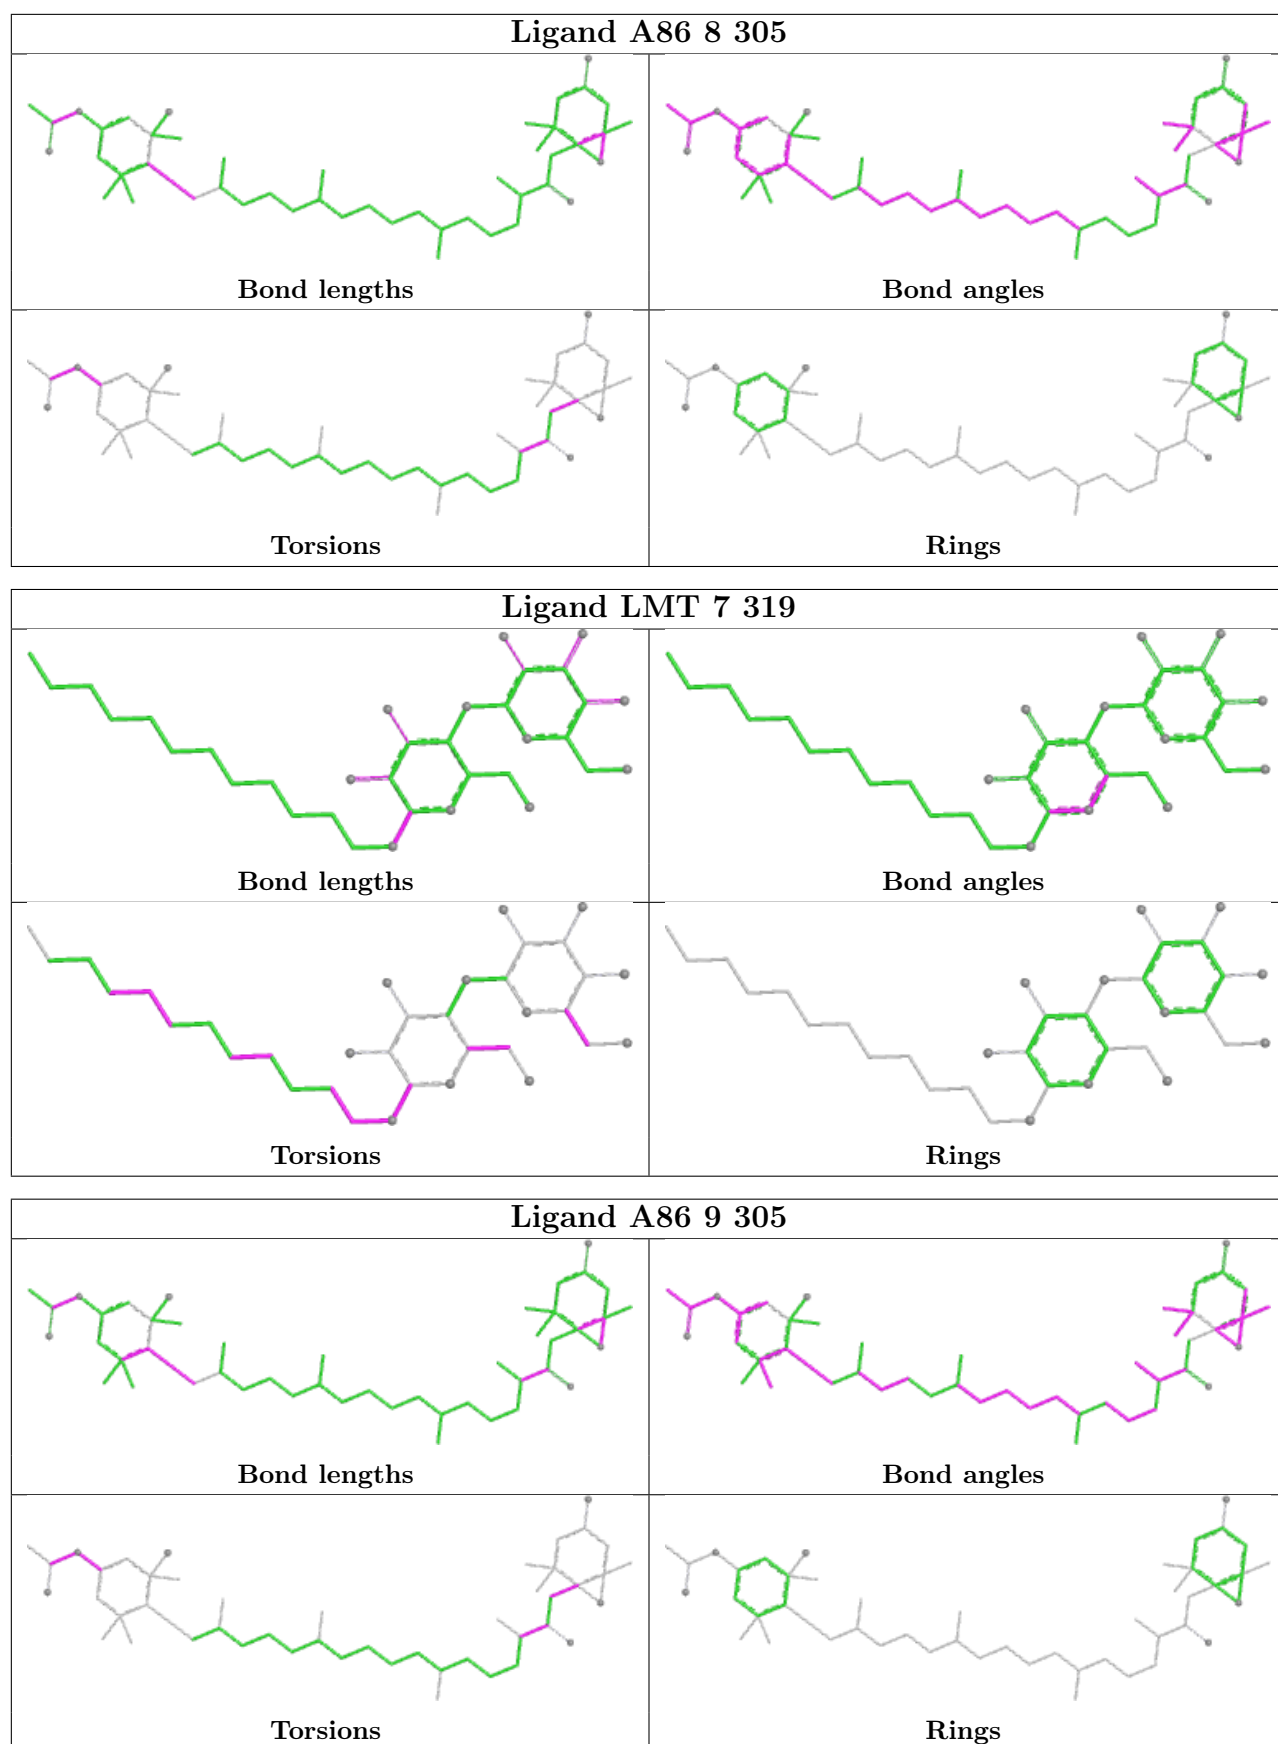 Ligand A86 8 305
Bond lengths
Bond angles
Torsions
Rings
Ligand LMT 7 319
Bond lengths
Bond angles
Torsions
Rings
Ligand A86 9 305
Bond lengths
Bond angles
Torsions
Rings